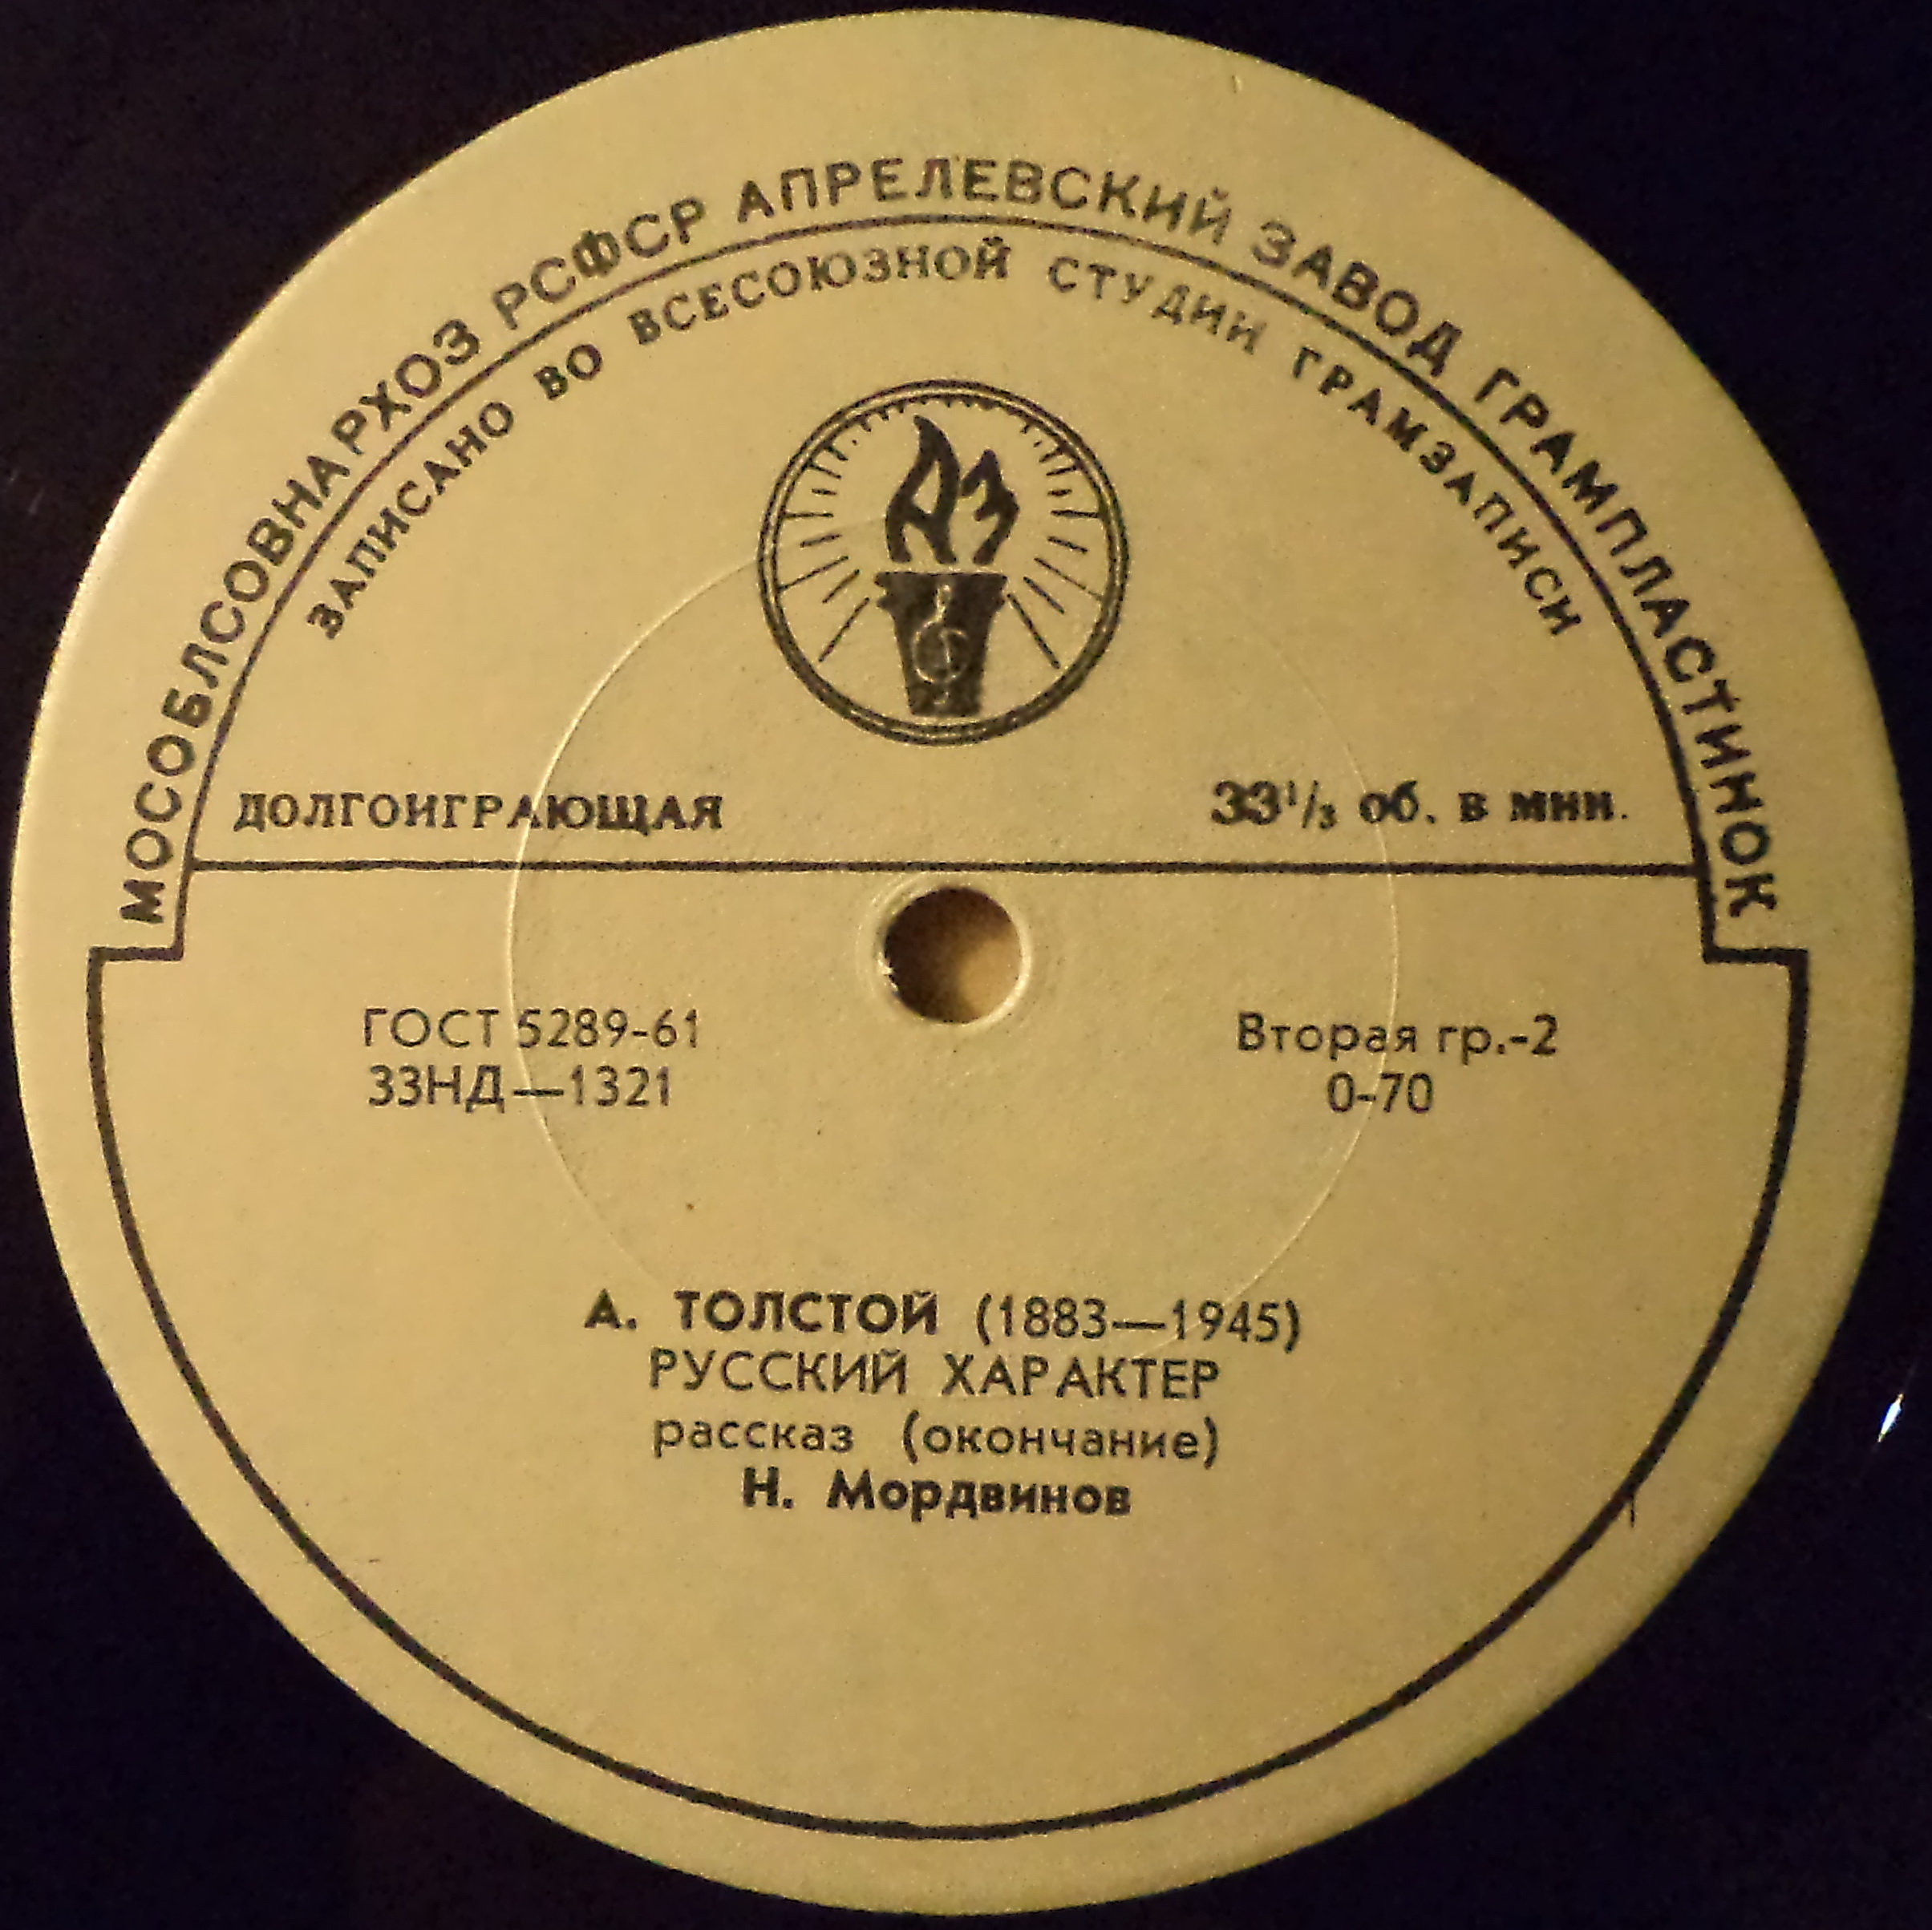 МОСОБЛСОВНАРХОЗ РСФСР АПРЕЛЕВСКИЙ ЗАВОД ГРАМПЛАСТИНОК
ЗАПИСАНО ВО ВСЕСОЮЗНОЙ СТУДИИ ГРАМЗАПИСИ
АЗ
ДОЛГОИГРАЮЩАЯ 33⅓ об. в мин.
ГОСТ 5289-61 Вторая гр.-2
33НД—1321 0-70
А. ТОЛСТОЙ (1883—1945)
РУССКИЙ ХАРАКТЕР
рассказ (окончание)
Н. Мордвинов